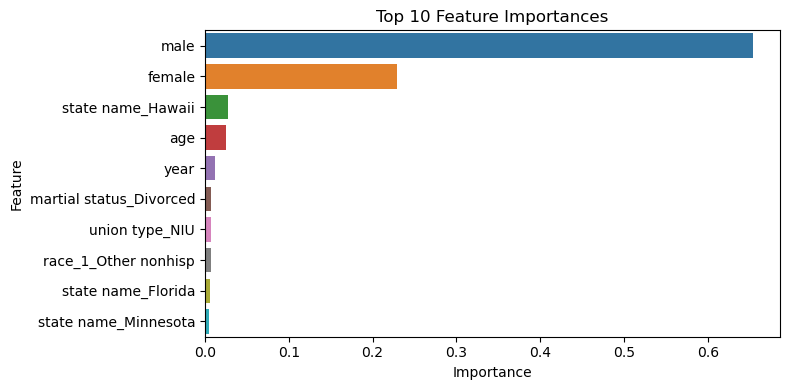 Top 10 Feature Importances
Feature
male
female
state name_Hawaii
age
year
martial status_Divorced
union type_NIU
race_1_Other nonhisp
state name_Florida
state name_Minnesota
0.0 0.1 0.2 0.3 0.4 0.5 0.6
Importance